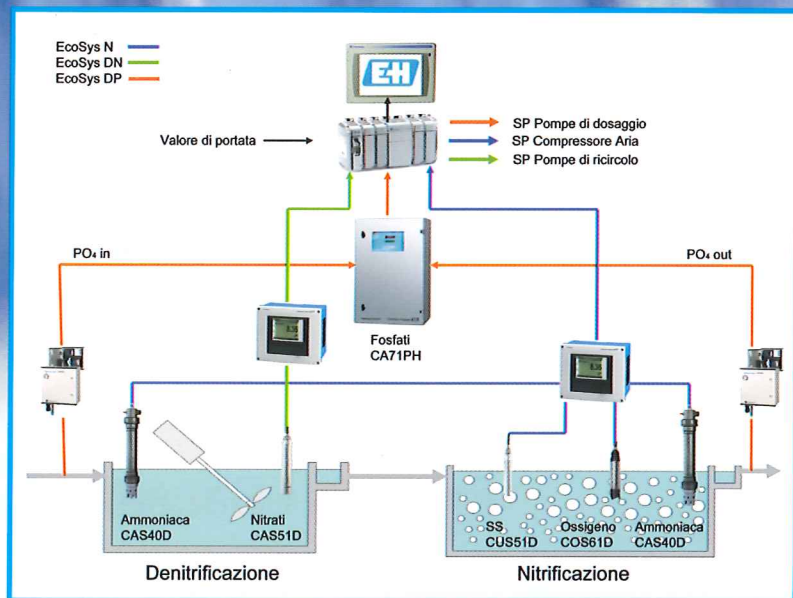 EcoSys N
EcoSys DN
EcoSys DP
E+H
Valore di portata
SP Pompe di dosaggio
SP Compressore Aria
SP Pompe di ricircolo
PO₄ in
PO₄ out
Fosfati
CA71PH
Ammoniaca
CAS40D
Nitrati
CAS51D
SS
CUS51D
Ossigeno
COS61D
Ammoniaca
CAS40D
Denitrificazione
Nitrificazione